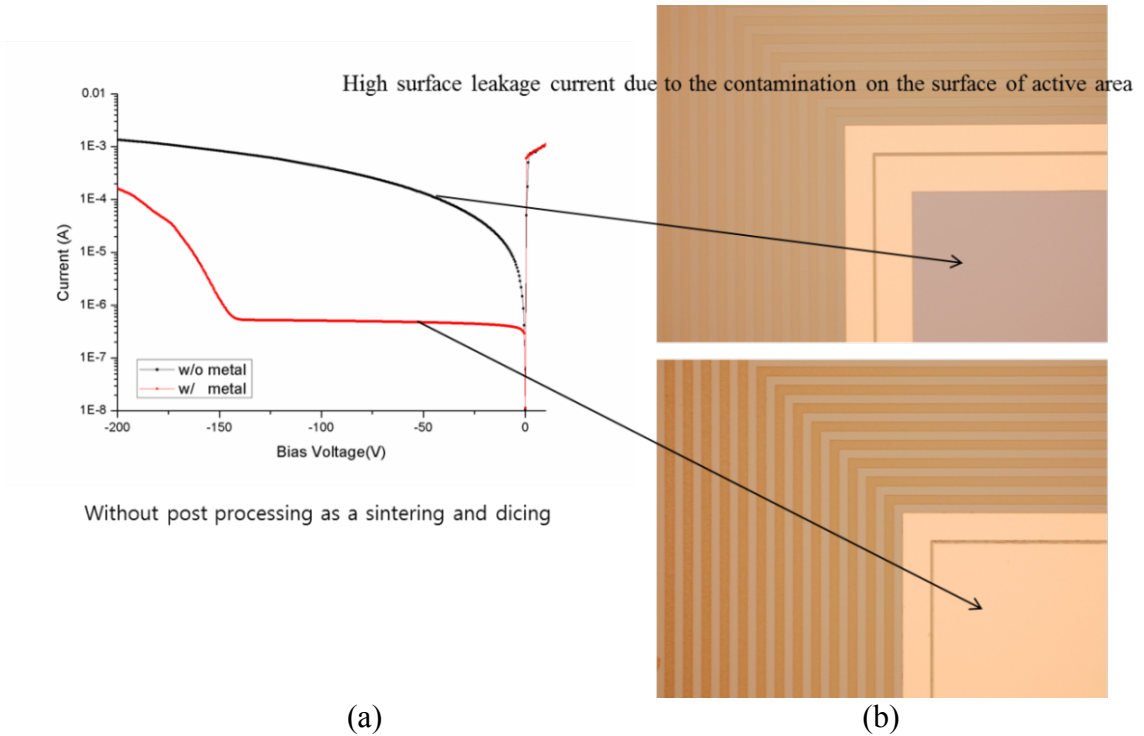 High surface leakage current due to the contamination on the surface of active area
0.01
1E-3
1E-4
1E-5
1E-6
1E-7
1E-8
Current (A)
w/o metal
w/ metal
-200
-150
-100
-50
0
Bias Voltage(V)
Without post processing as a sintering and dicing
(a)
(b)